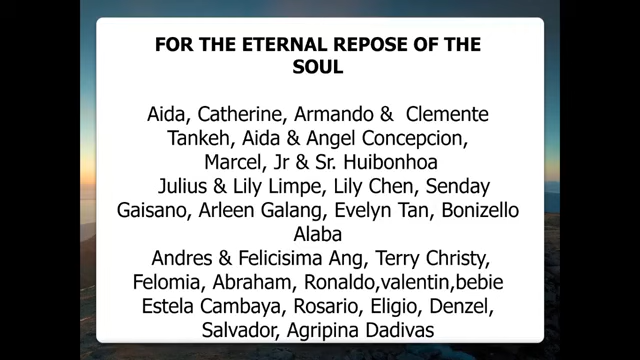 FOR THE ETERNAL REPOSE OF THE
SOUL
Aida, Catherine, Armando & Clemente
Tankeh, Aida & Angel Concepcion,
Marcel, Jr & Sr. Huibonhoa
Julius & Lily Limpe, Lily Chen, Senday
Gaisano, Arleen Galang, Evelyn Tan, Bonizello
Alaba
Andres & Felicisima Ang, Terry Christy,
Felomia, Abraham, Ronaldo,valentin,bebie
Estela Cambaya, Rosario, Eligio, Denzel,
Salvador, Agripina Dadivas